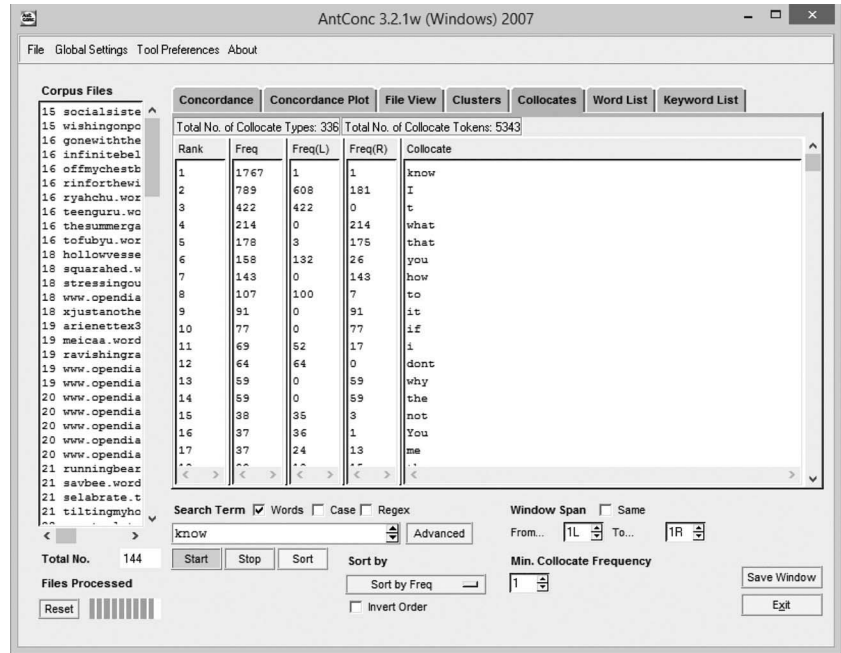 AntConc 3.2.1w (Windows) 2007
File Global Settings Tool Preferences About
Corpus Files
15 socialsiste
15 wishingonpo
16 gonewiththe
16 infinitebel
16 offmychestb
16 rinforthewi
16 ryahchu.wor
16 teenguru.wo
16 thesummerga
16 tofubyu.wor
18 hollowvesse
18 squarahed.w
18 stressingou
18 www.opendia
18 xjustanothe
19 arienettex3
19 meicaa.word
19 ravishingra
19 www.opendia
19 www.opendia
20 www.opendia
20 www.opendia
20 www.opendia
20 www.opendia
20 www.opendia
21 runningbear
21 savbee.word
21 selabrate.t
21 tiltingmyho
Total No. 144
Files Processed
Reset
Concordance Concordance Plot File View Clusters Collocates Word List Keyword List
Total No. of Collocate Types: 336 Total No. of Collocate Tokens: 5343
Rank Freq Freq(L) Freq(R) Collocate
1 1767 1 1 know
2 789 608 181 I
3 422 422 0 t
4 214 0 214 what
5 178 3 175 that
6 158 132 26 you
7 143 0 143 how
8 107 100 7 to
9 91 0 91 it
10 77 0 77 if
11 69 52 17 i
12 64 64 0 dont
13 59 0 59 why
14 59 0 59 the
15 38 35 3 not
16 37 36 1 You
17 37 24 13 me
Search Term Words Case Regex
know Advanced
Start Stop Sort
Sort by
Sort by Freq
Invert Order
Window Span Same
From... 1L To... 1R
Min. Collocate Frequency
1
Save Window
Exit